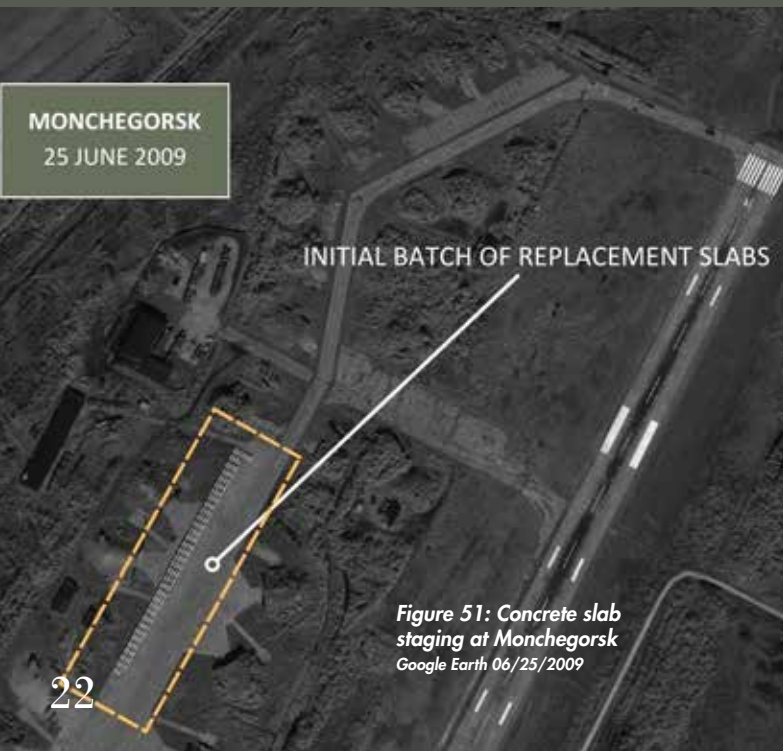 MONCHEGORSK
25 JUNE 2009
INITIAL BATCH OF REPLACEMENT SLABS
Figure 51: Concrete slab
staging at Monchegorsk
Google Earth 06/25/2009
22